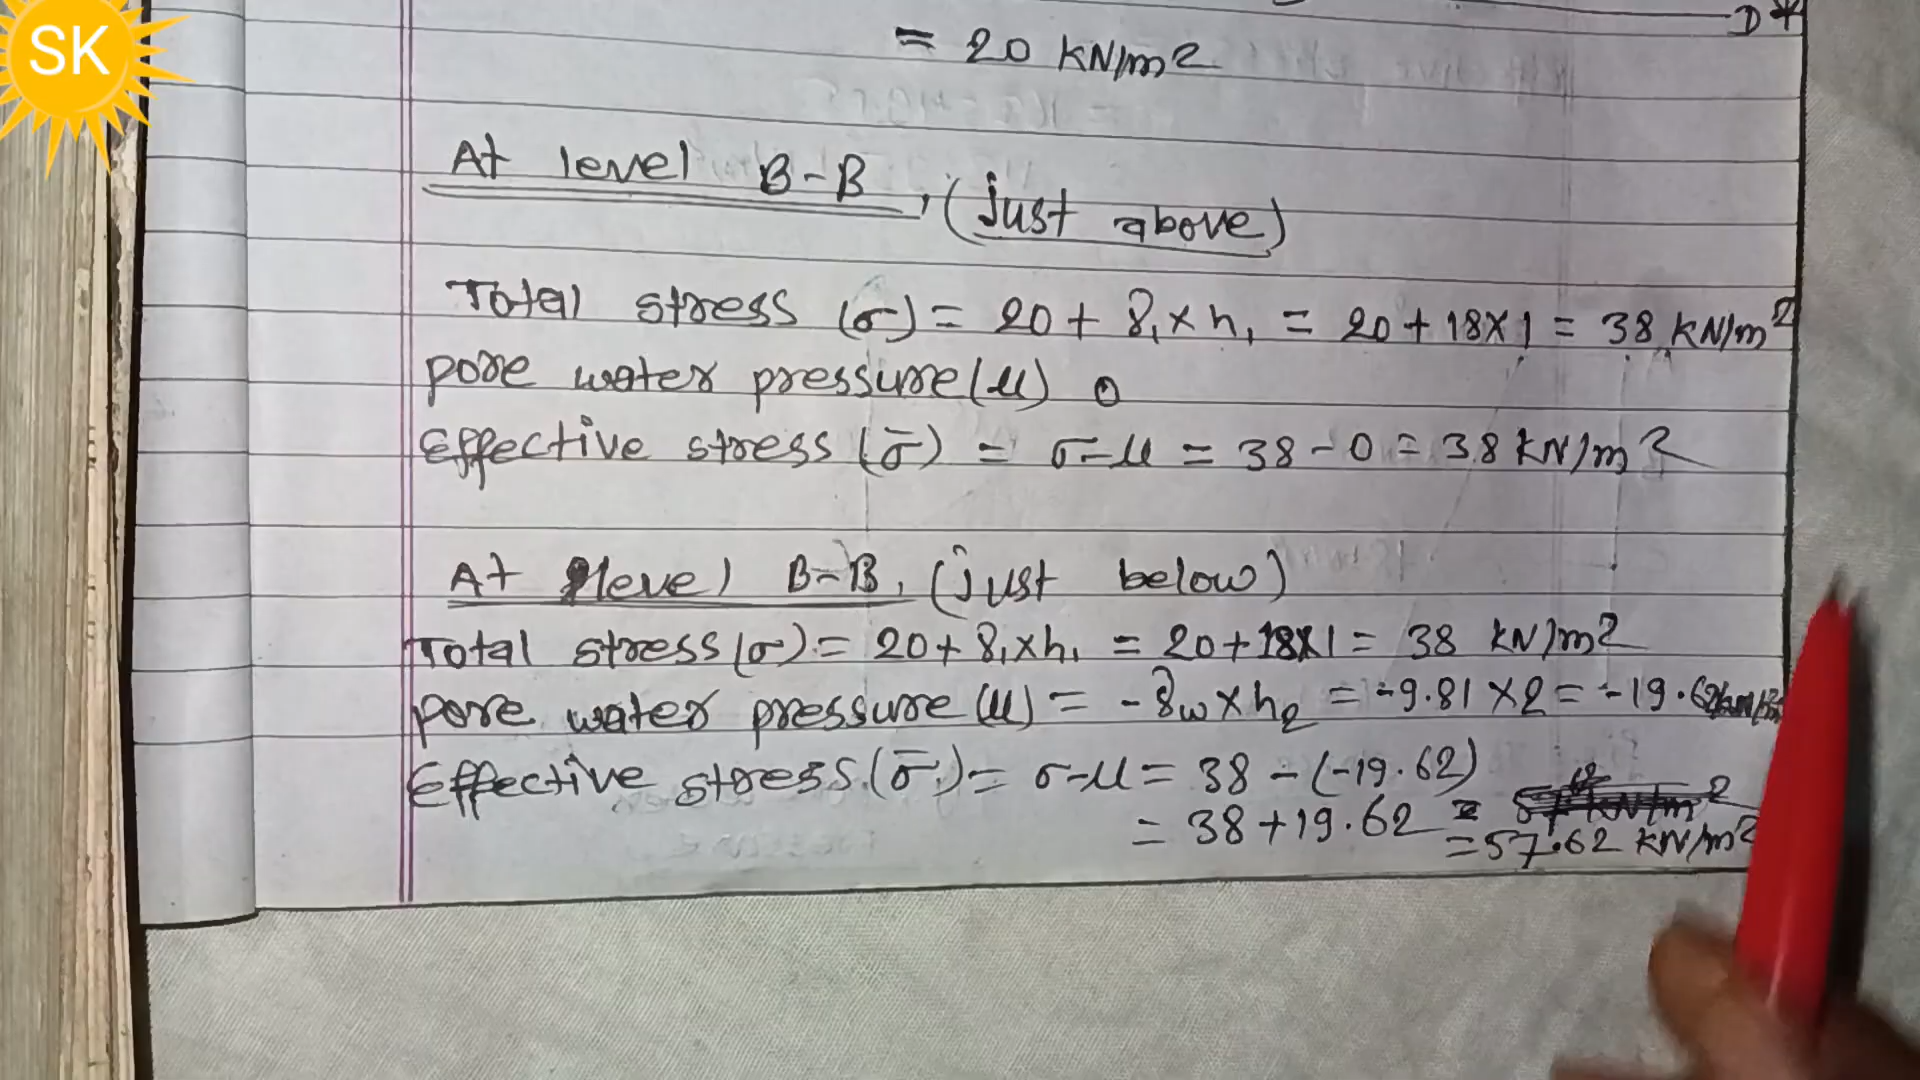 SK
= 20 KN/m2
At level B-B, (just above)
Total stress (σ) = 20 + γ₁ x h₁ = 20 + 18 x 1 = 38 KN/m2
pore water pressure (u) 0
Effective stress (σ̄) = σ-u = 38 - 0 = 38 KN/m2
At level B-B, (just below)
Total stress (σ) = 20 + γ₁ x h₁ = 20 + 18 x 1 = 38 KN/m2
pore water pressure (u) = -γw x h2 = -9.81 x 2 = -19.62
Effective stress (σ̄) = σ-u = 38 - (-19.62)
= 38 + 19.62
= 57.62 KN/m2